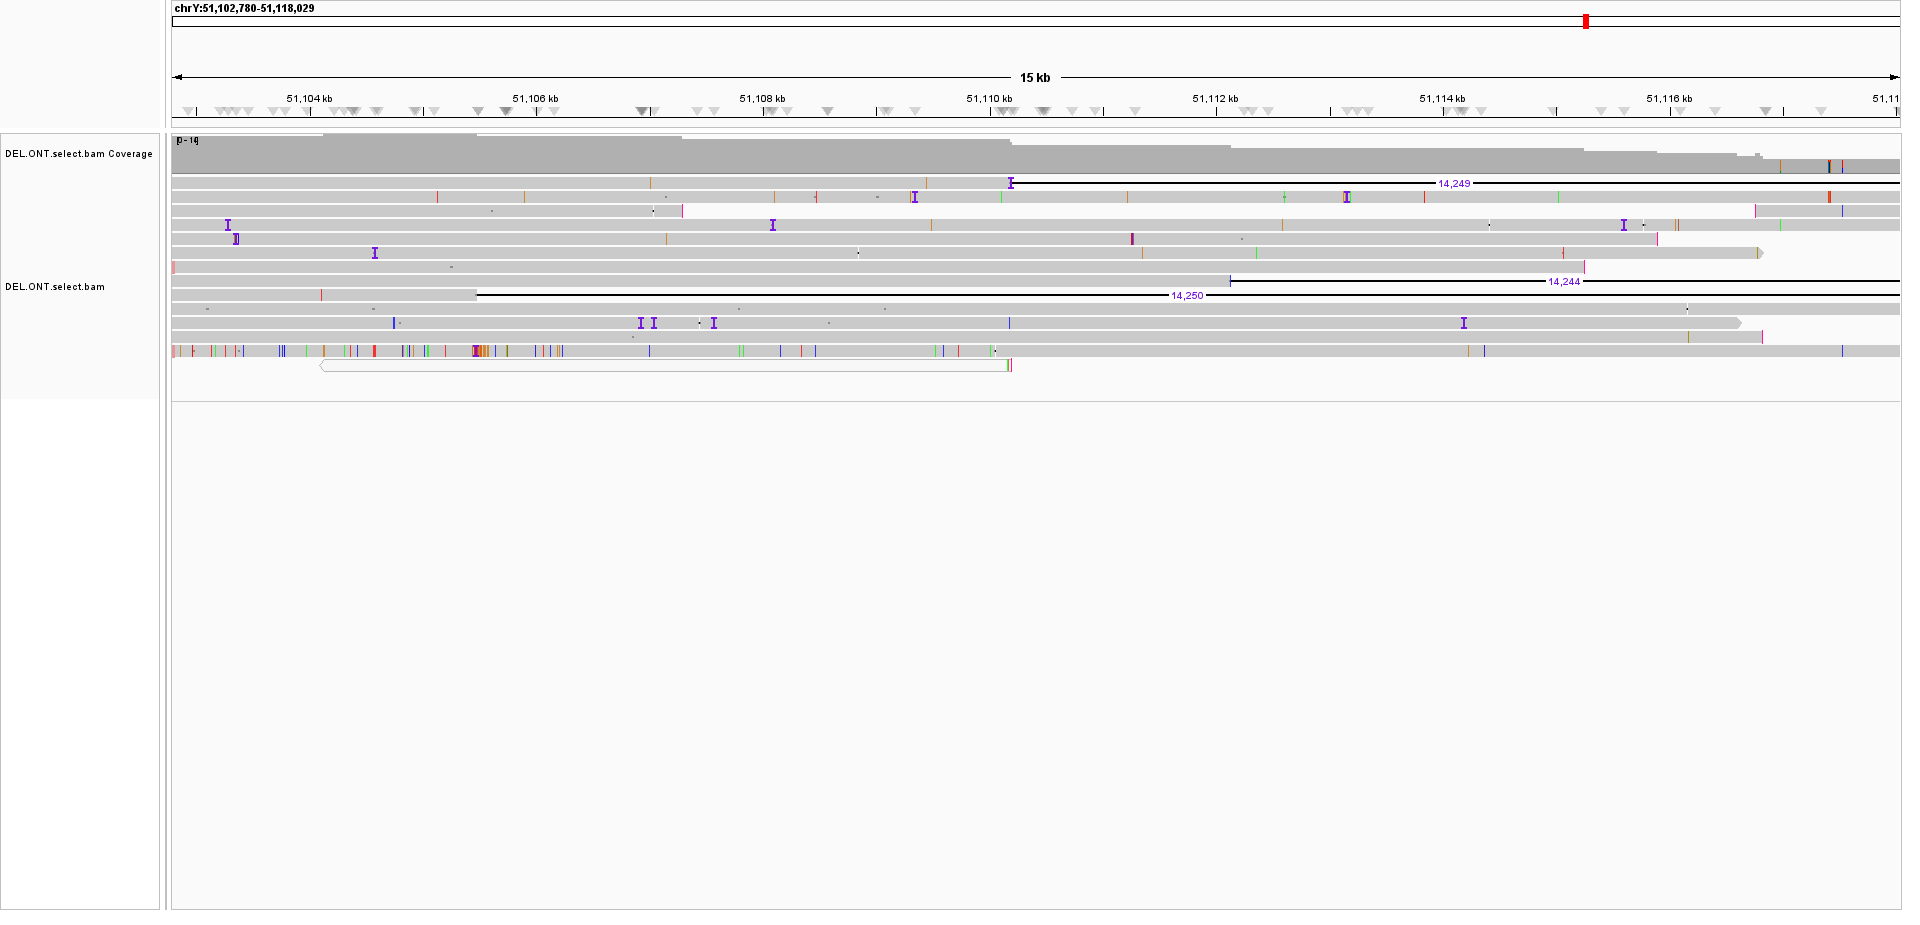 chrY:51,102,780-51,118,029
15 kb
51,104 kb 51,106 kb 51,108 kb 51,110 kb 51,112 kb 51,114 kb 51,116 kb 51,11
DEL.ONT.select.bam Coverage
14,249
14,244
DEL.ONT.select.bam
14,250